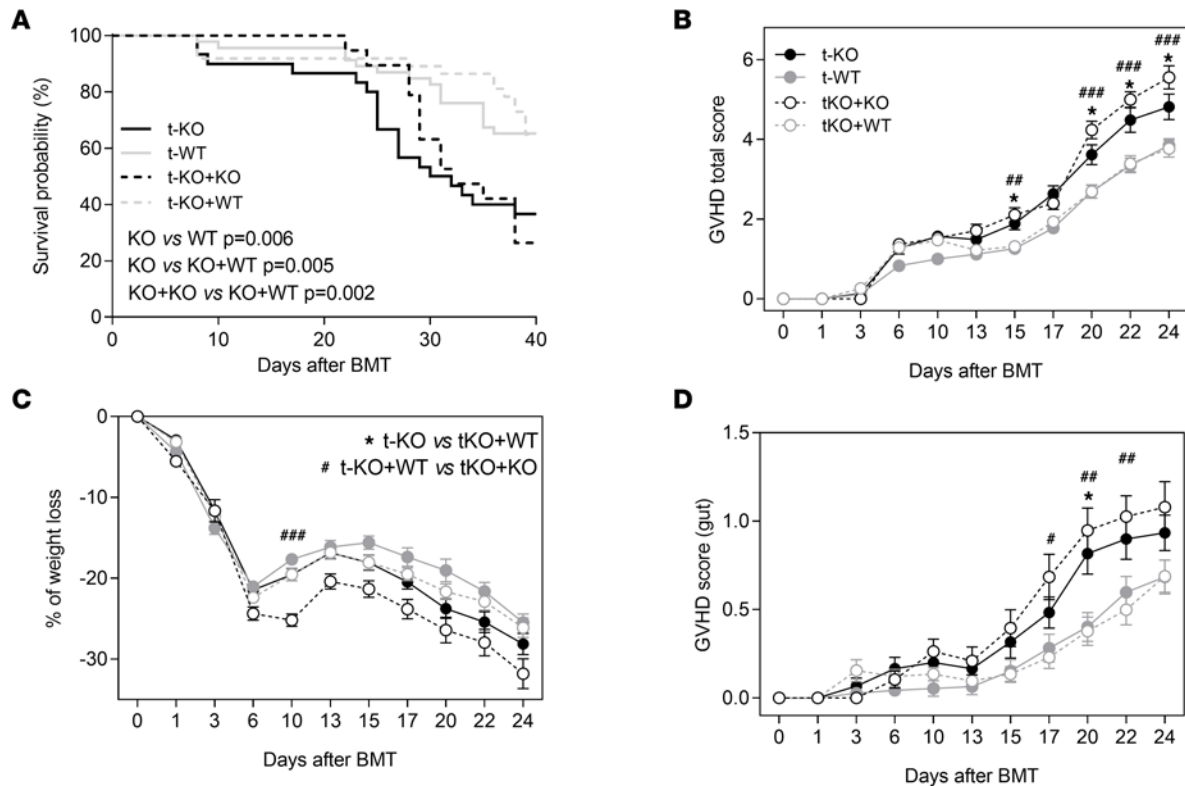 A
100
80
60
40
20
0
Survival probability (%)
t-KO
t-WT
t-KO+KO
t-KO+WT
KO vs WT p=0.006
KO vs KO+WT p=0.005
KO+KO vs KO+WT p=0.002
0 10 20 30 40
Days after BMT
B
6
4
2
0
GVHD total score
t-KO
t-WT
tKO+KO
tKO+WT
##
*
###
*
###
*
###
*
0 1 3 6 10 13 15 17 20 22 24
Days after BMT
C
0
-10
-20
-30
% of weight loss
* t-KO vs tKO+WT
# t-KO+WT vs tKO+KO
###
0 1 3 6 10 13 15 17 20 22 24
Days after BMT
D
1.5
1.0
0.5
0.0
GVHD score (gut)
#
##
*
##
0 1 3 6 10 13 15 17 20 22 24
Days after BMT